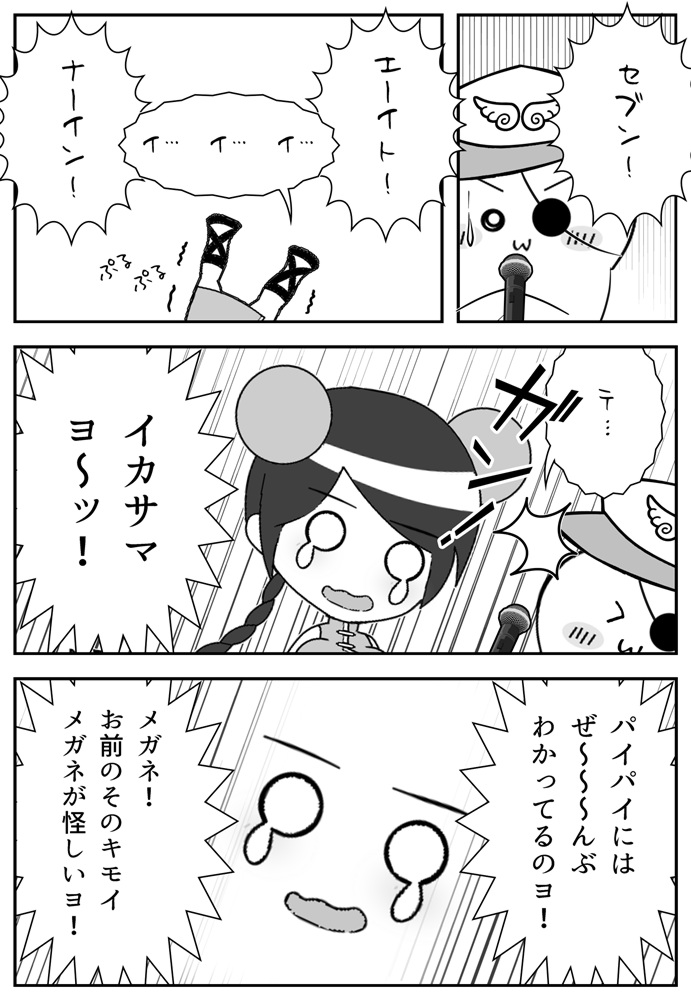 セブン！
エーイト！
イ…
イ…
イ…
ナーイン！
ぷる
ぷる
テ…
ガンッ
イカサマ
ヨ～ッ！
パイパイには
ぜ～～～んぶ
わかってるのヨ！
メガネ！
お前のそのキモイ
メガネが怪しいヨ！